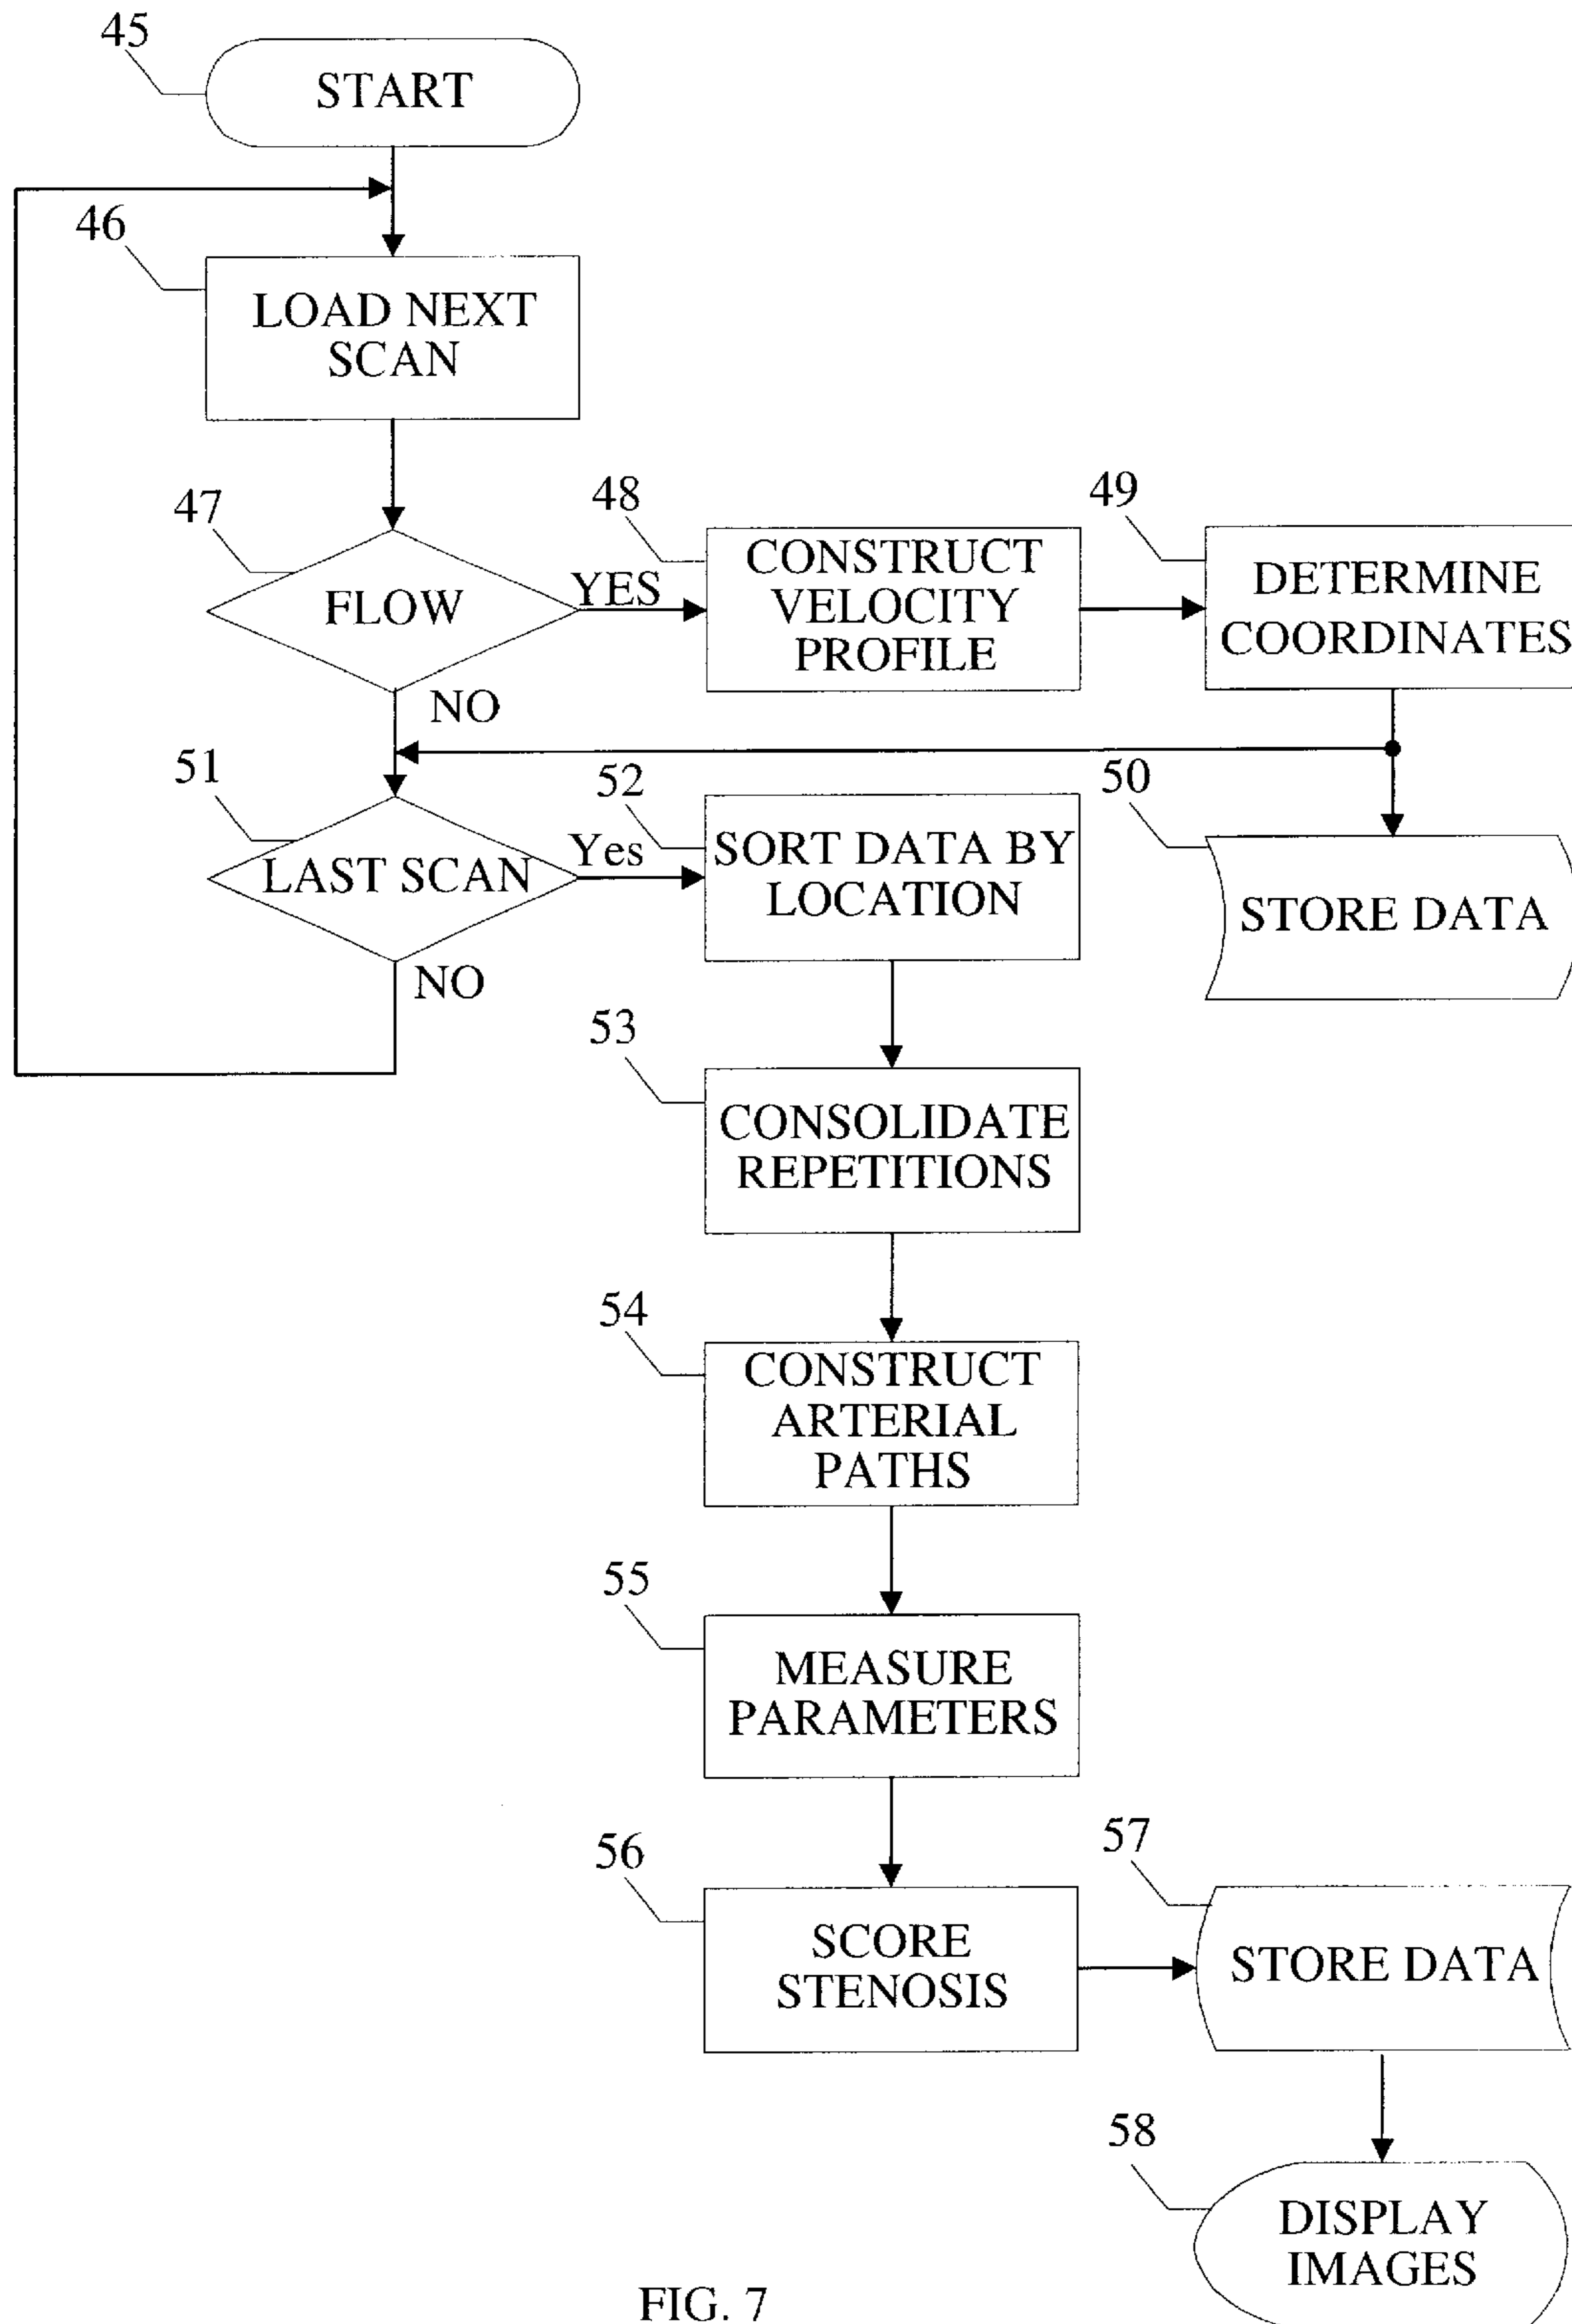 45
START
46
LOAD NEXT
SCAN
47
FLOW
YES
NO
48
CONSTRUCT
VELOCITY
PROFILE
49
DETERMINE
COORDINATES
50
STORE DATA
51
LAST SCAN
Yes
NO
52
SORT DATA BY
LOCATION
53
CONSOLIDATE
REPETITIONS
54
CONSTRUCT
ARTERIAL
PATHS
55
MEASURE
PARAMETERS
56
SCORE
STENOSIS
57
STORE DATA
58
DISPLAY
IMAGES
FIG. 7